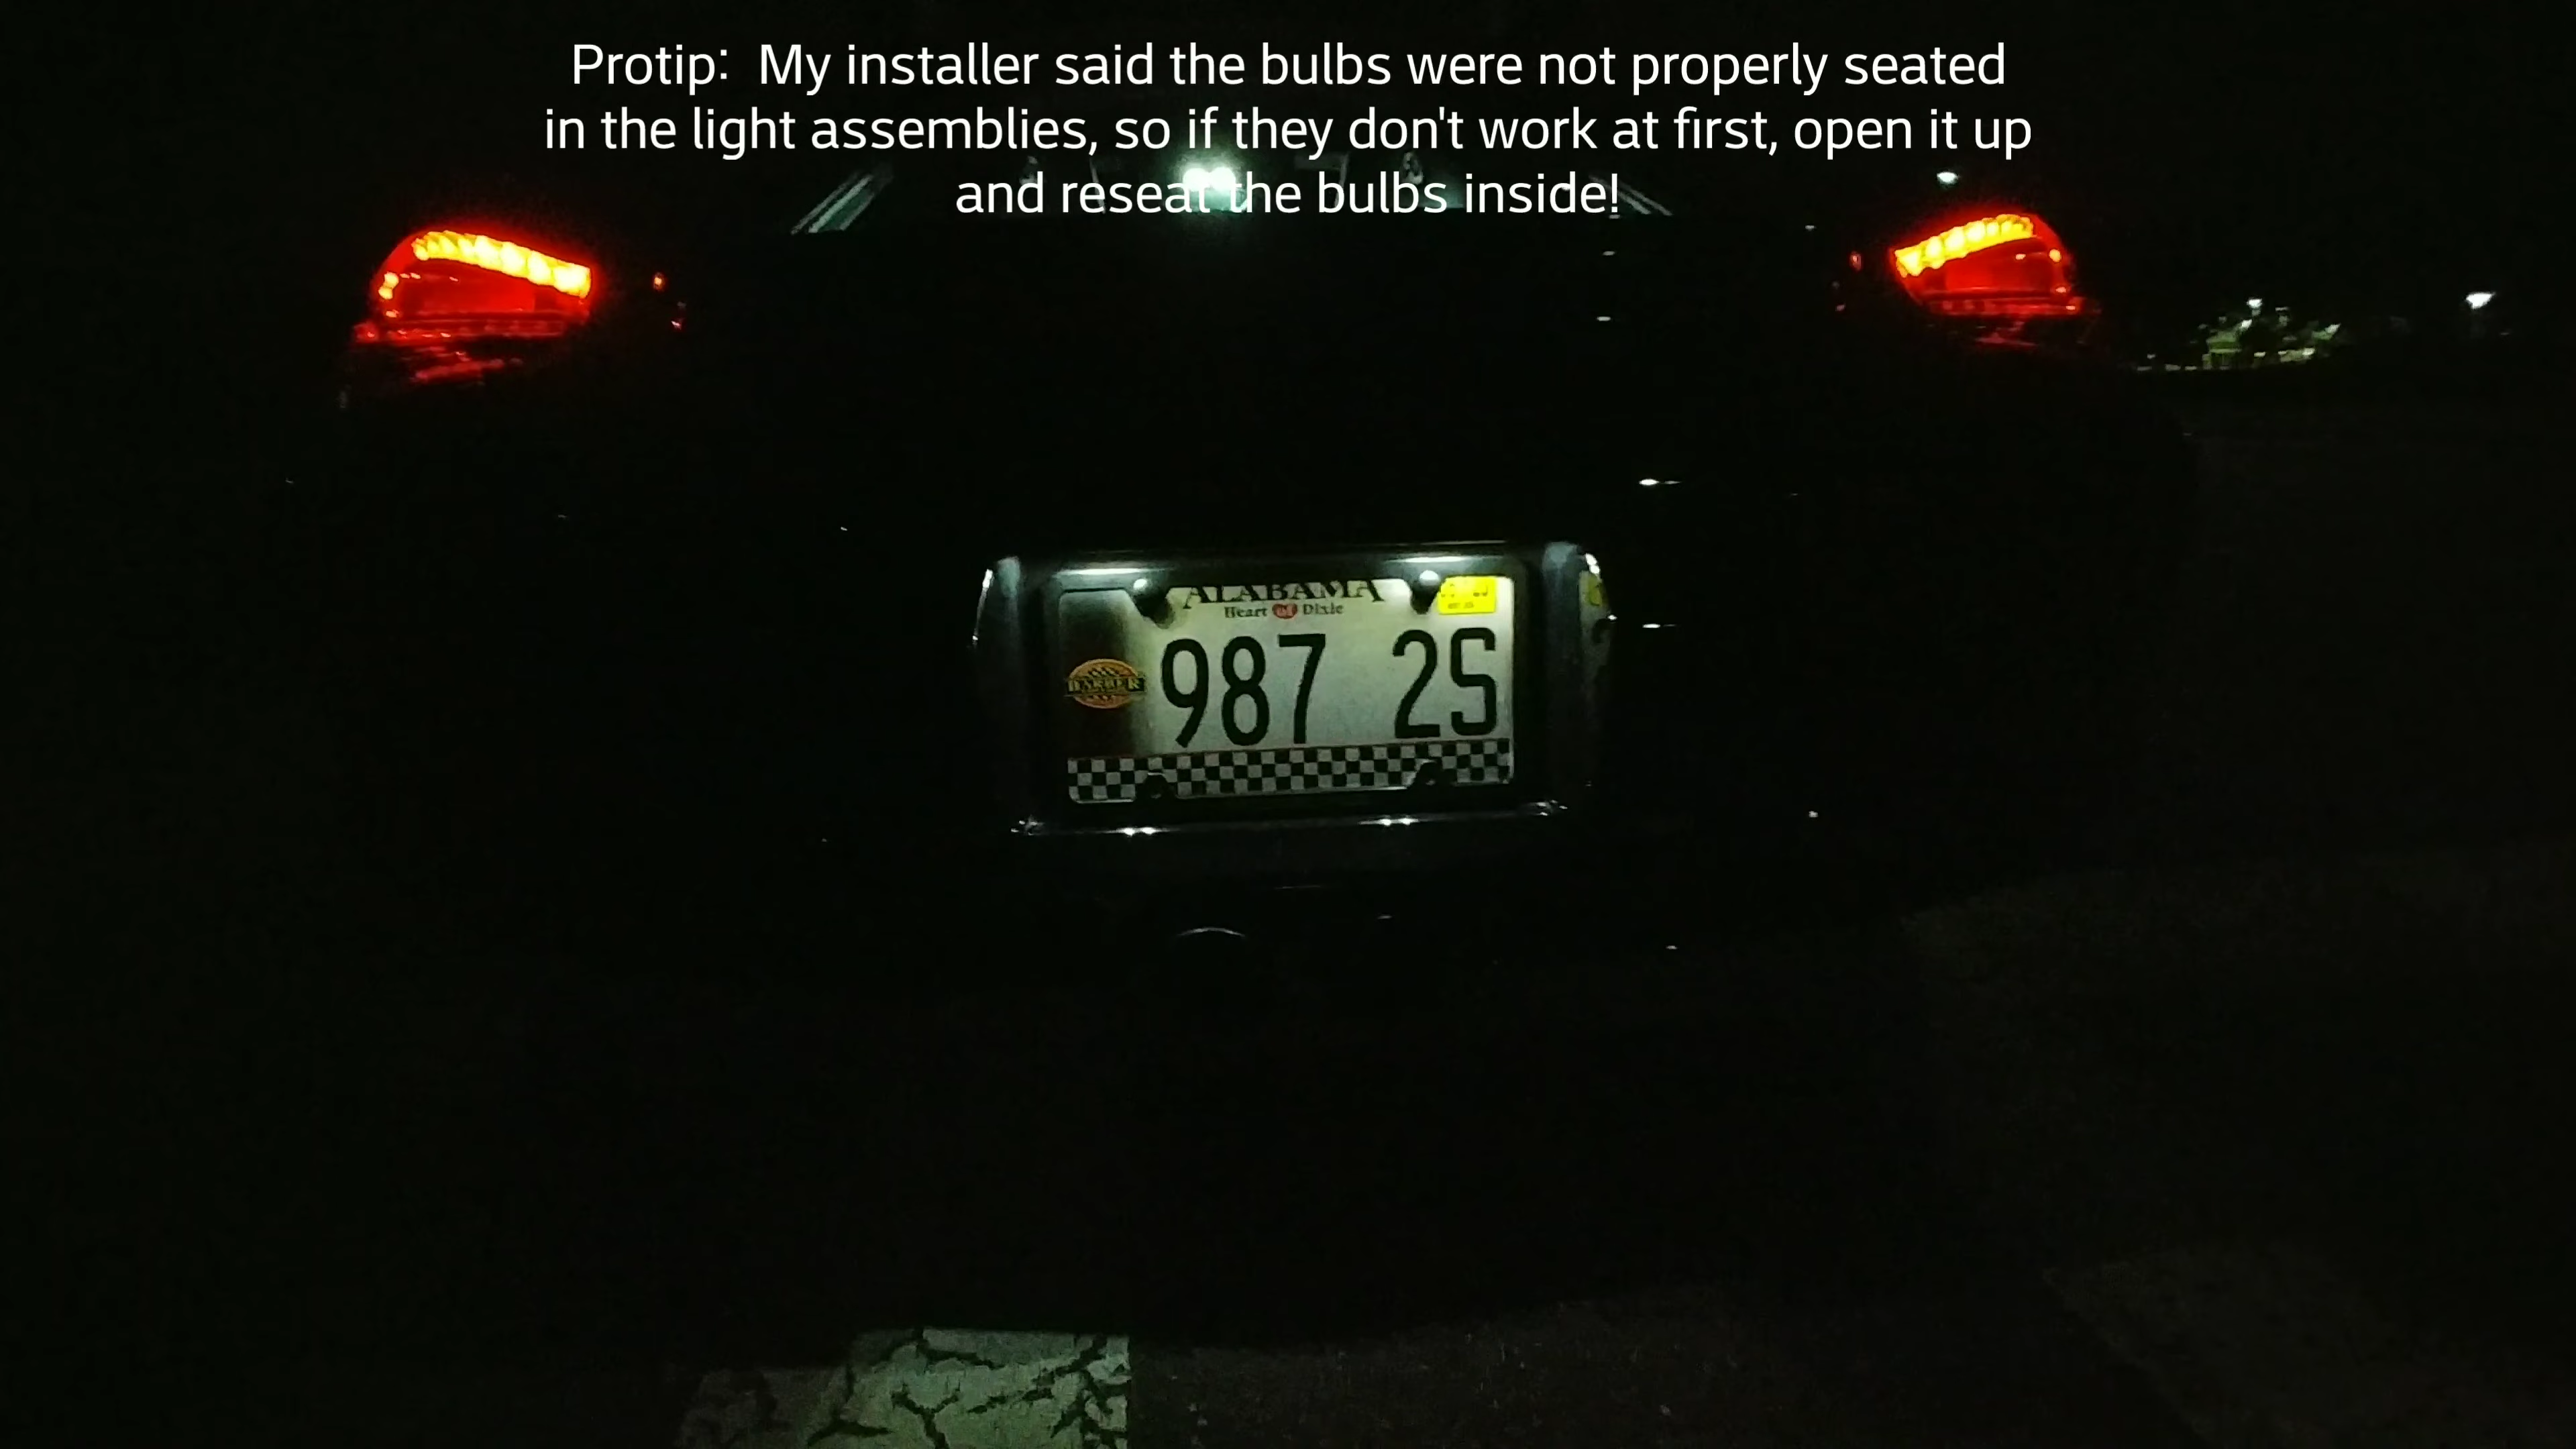 Protip:  My installer said the bulbs were not properly seated
in the light assemblies, so if they don't work at first, open it up
and reseat the bulbs inside!
ALABAMA
Heart of Dixie
BARBER
987 2S